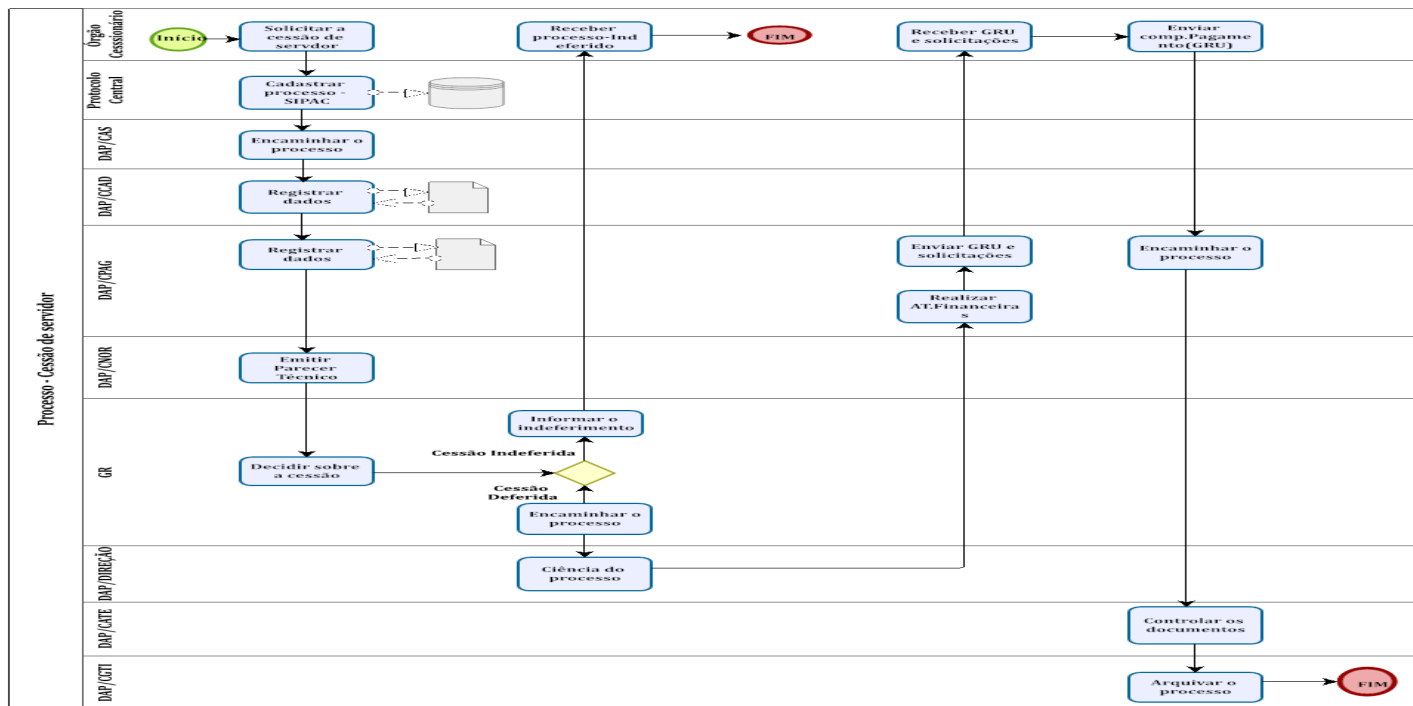 Processo - Cessão de servidor
Órgão
Cesssionário
Início
Solicitar a
cessão de
servdor
Receber
processo-Ind
eferido
FIM
Receber GRU
e solicitações
Enviar
comp.Pagame
nto(GRU)
Protocolo
Central
Cadastrar
processo -
SIPAC
DAP/CAS
Encaminhar o
processo
DAP/CCAD
Registrar
dados
DAP/CPAG
Registrar
dados
Enviar GRU e
solicitações
Encaminhar o
processo
Realizar
AT.Financeira
s
DAP/CNOR
Emitir
Parecer
Técnico
GR
Informar o
indeferimento
Cessão Indeferida
Decidir sobre
a cessão
Cessão
Deferida
Encaminhar o
processo
DAP/DIREÇÃO
Ciência do
processo
DAP/CATE
Controlar os
documentos
DAP/CGTI
Arquivar o
processo
FIM